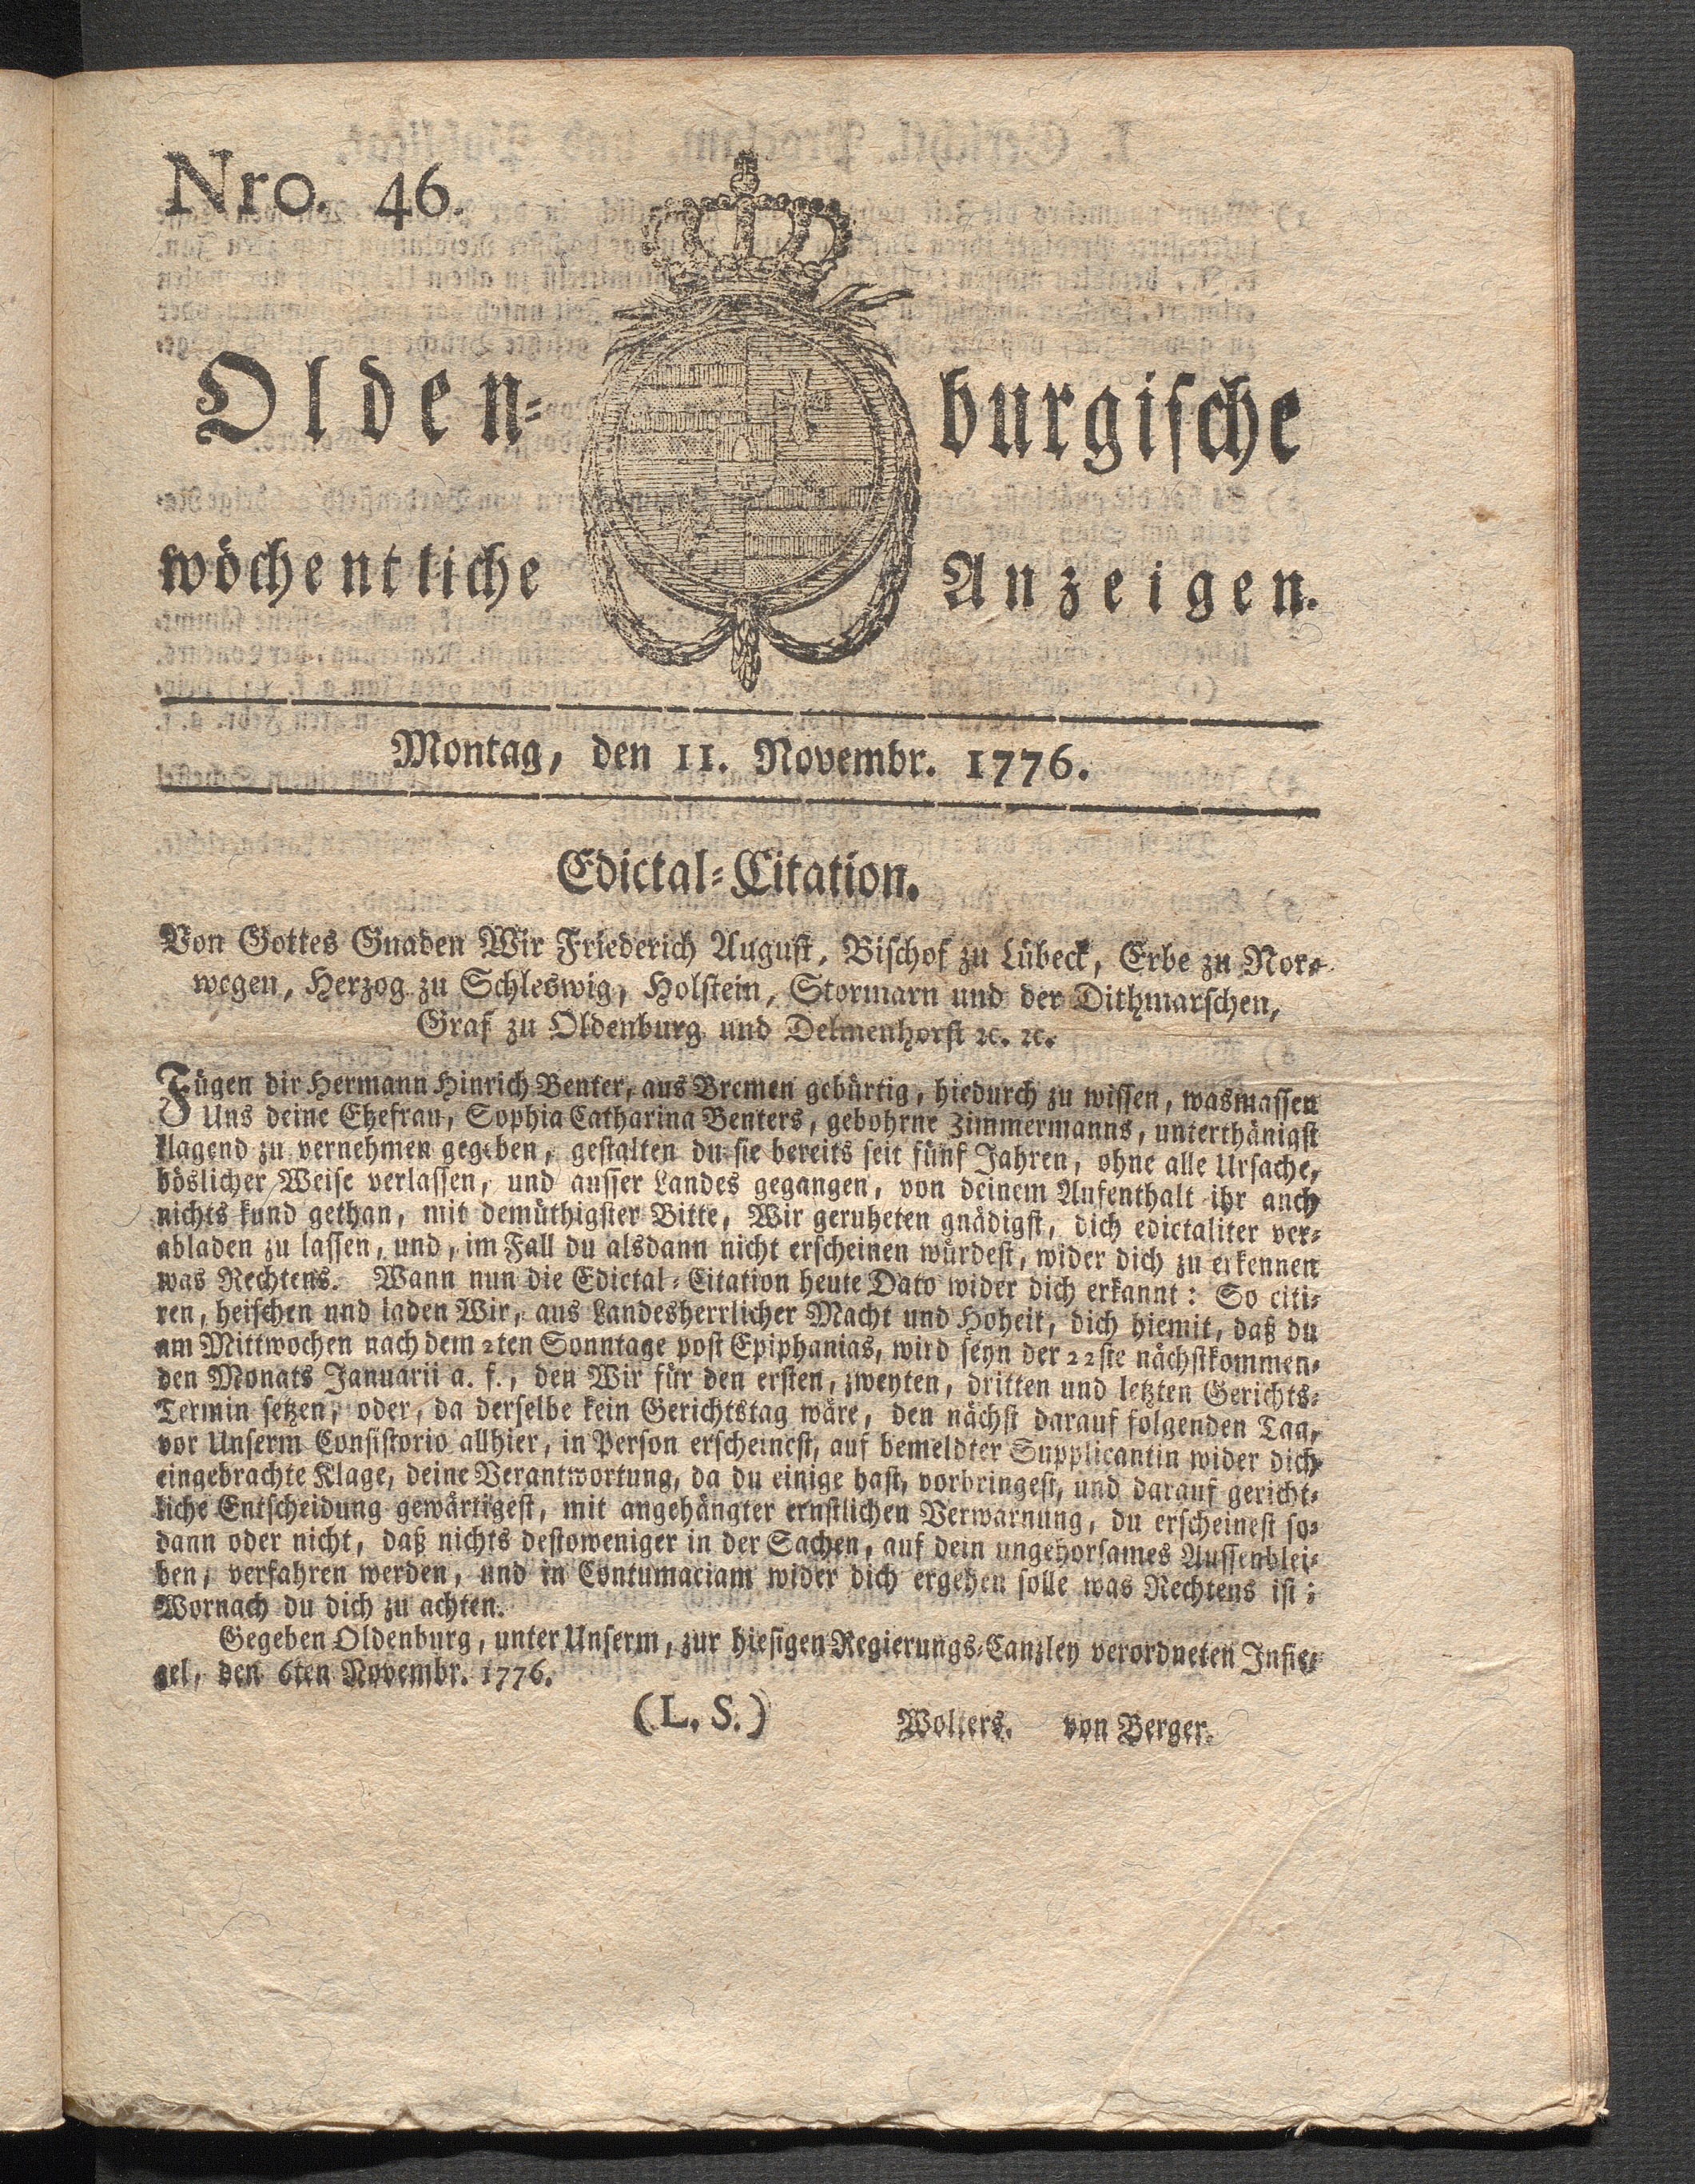 Nro. 46.
Olden- burgische
wöchentliche Anzeigen.
Montag, den 11. Novembr. 1776.
Edictal-Citation.
Von Gottes Gnaden Wir Friederich August, Bischof zu Lübeck, Erbe zu Nor-
wegen, Herzog zu Schleswig, Holstein, Stormarn und der Dithmarschen,
Graf zu Oldenburg und Delmenhorst ꝛc. ꝛc.
Fügen dir Hermann Hinrich Benker, aus Bremen gebürtig, hiedurch zu wissen, wasmassen
Uns deine Ehefrau, Sophia Catharina Benkers, gebohrne Zimmermanns, unterthänigst
klagend zu vernehmen gegeben, gestalten du sie bereits seit fünf Jahren, ohne alle Ursache,
böslicher Weise verlassen, und ausser Landes gegangen, von deinem Aufenthalt ihr auch
nichts kund gethan, mit demüthigster Bitte, Wir geruheten gnädigst, dich edictaliter ver-
abladen zu lassen, und, im Fall du alsdann nicht erscheinen würdest, wider dich zu erkennen
was Rechtens. Wann nun die Edictal-Citation heute Dato wider dich erkannt: So citi-
ren, heischen und laden Wir, aus Landesherrlicher Macht und Hoheit, dich hiemit, daß du
am Mittwochen nach dem 2ten Sonntage post Epiphanias, wird seyn der 22ste nächstkommen-
den Monats Januarii a. f., den Wir für den ersten, zweyten, dritten und letzten Gerichts-
Termin setzen, oder, da derselbe kein Gerichtstag wäre, den nächst darauf folgenden Tag,
vor Unserm Consistorio allhier, in Person erscheinest, auf bemeldter Supplicantin wider dich
eingebrachte Klage, deine Verantwortung, da du einige hast, vorbringest, und darauf gericht-
liche Entscheidung gewärtigest, mit angehängter ernstlichen Verwarnung, du erscheinest so-
dann oder nicht, daß nichts destoweniger in der Sachen, auf dein ungehorsames Aussenblei-
ben, verfahren werden, und in Contumaciam wider dich ergehen solle was Rechtens ist;
Wornach du dich zu achten.
Gegeben Oldenburg, unter Unserm, zur hiesigen Regierungs-Canzley verordneten Insie-
gel, den 6ten Novembr. 1776.
(L. S.) Wolters. von Berger.